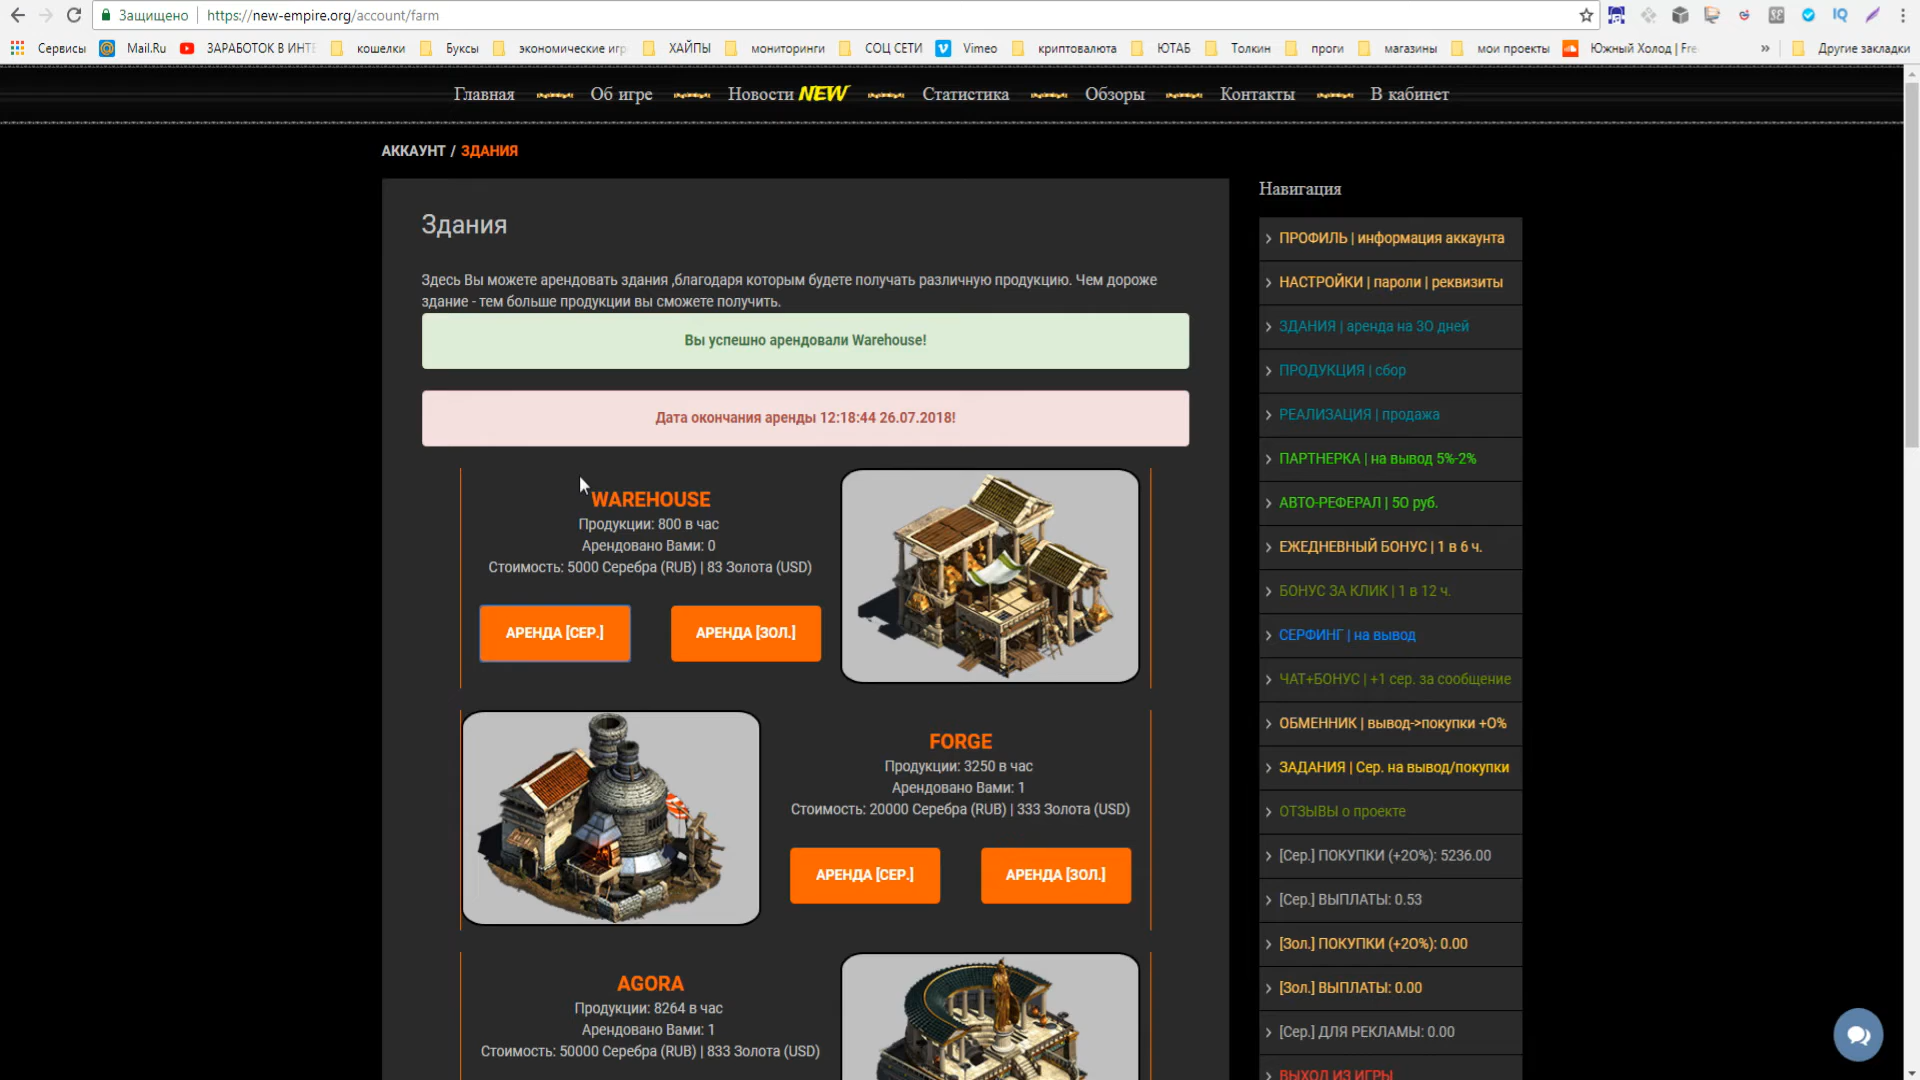 Защищено
https://new-empire.org/account/farm
Сервисы
Mail.Ru
ЗАРАБОТОК В ИНТЕ
кошелки
Буксы
экономические игр
ХАЙПЫ
мониторинги
СОЦ СЕТИ
Vimeo
криптовалюта
ЮТАБ
Толкин
проги
магазины
мои проекты
Южный Холод | Fre
»
Другие закладки
Главная
Об игре
Новости NEW
Статистика
Обзоры
Контакты
В кабинет
АККАУНТ / ЗДАНИЯ
Здания
Здесь Вы можете арендовать здания ,благодаря которым будете получать различную продукцию. Чем дороже
здание - тем больше продукции вы сможете получить.
Вы успешно арендовали Warehouse!
Дата окончания аренды 12:18:44 26.07.2018!
WAREHOUSE
Продукции: 800 в час
Арендовано Вами: 0
Стоимость: 5000 Серебра (RUB) | 83 Золота (USD)
АРЕНДА [СЕР.]
АРЕНДА [ЗОЛ.]
FORGE
Продукции: 3250 в час
Арендовано Вами: 1
Стоимость: 20000 Серебра (RUB) | 333 Золота (USD)
АРЕНДА [СЕР.]
АРЕНДА [ЗОЛ.]
AGORA
Продукции: 8264 в час
Арендовано Вами: 1
Стоимость: 50000 Серебра (RUB) | 833 Золота (USD)
Навигация
ПРОФИЛЬ | информация аккаунта
НАСТРОЙКИ | пароли | реквизиты
ЗДАНИЯ | аренда на 30 дней
ПРОДУКЦИЯ | сбор
РЕАЛИЗАЦИЯ | продажа
ПАРТНЕРКА | на вывод 5%-2%
АВТО-РЕФЕРАЛ | 50 руб.
ЕЖЕДНЕВНЫЙ БОНУС | 1 в 6 ч.
БОНУС ЗА КЛИК | 1 в 12 ч.
СЕРФИНГ | на вывод
ЧАТ+БОНУС | +1 сер. за сообщение
ОБМЕННИК | вывод->покупки +0%
ЗАДАНИЯ | Сер. на вывод/покупки
ОТЗЫВЫ о проекте
[Сер.] ПОКУПКИ (+20%): 5236.00
[Сер.] ВЫПЛАТЫ: 0.53
[Зол.] ПОКУПКИ (+20%): 0.00
[Зол.] ВЫПЛАТЫ: 0.00
[Сер.] ДЛЯ РЕКЛАМЫ: 0.00
ВЫХОД ИЗ ИГРЫ